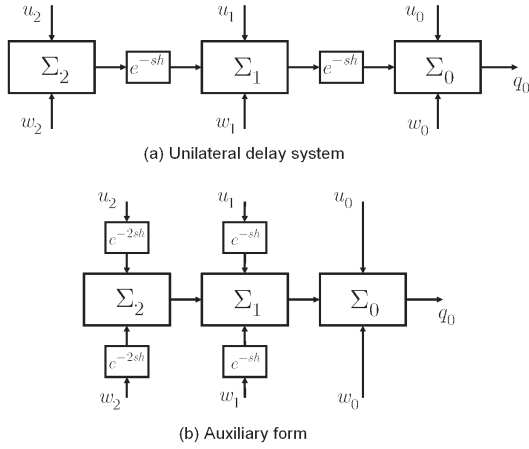 u₂ u₁ u₀
Σ₂ e⁻ˢʰ Σ₁ e⁻ˢʰ Σ₀
q₀
w₂ w₁ w₀
(a) Unilateral delay system
u₂ u₁ u₀
e⁻²ˢʰ e⁻ˢʰ
Σ₂ Σ₁ Σ₀
q₀
e⁻²ˢʰ e⁻ˢʰ
w₂ w₁ w₀
(b) Auxiliary form